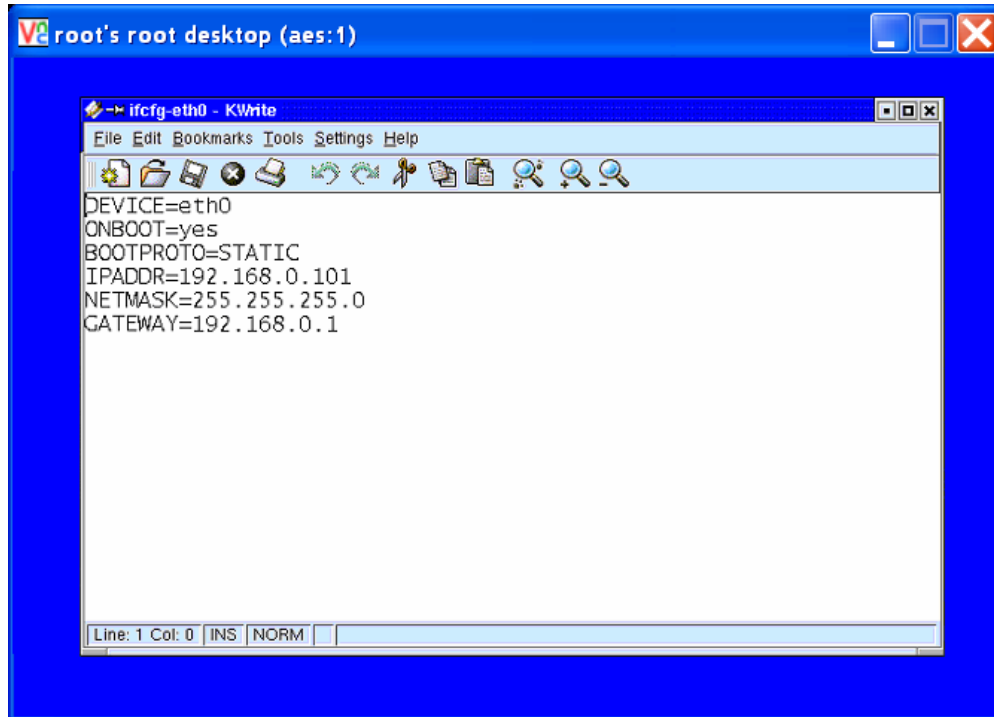 root's root desktop (aes:1)
ifcfg-eth0 - KWrite
File Edit Bookmarks Tools Settings Help
DEVICE=eth0
ONBOOT=yes
BOOTPROTO=STATIC
IPADDR=192.168.0.101
NETMASK=255.255.255.0
GATEWAY=192.168.0.1
Line: 1 Col: 0 INS NORM